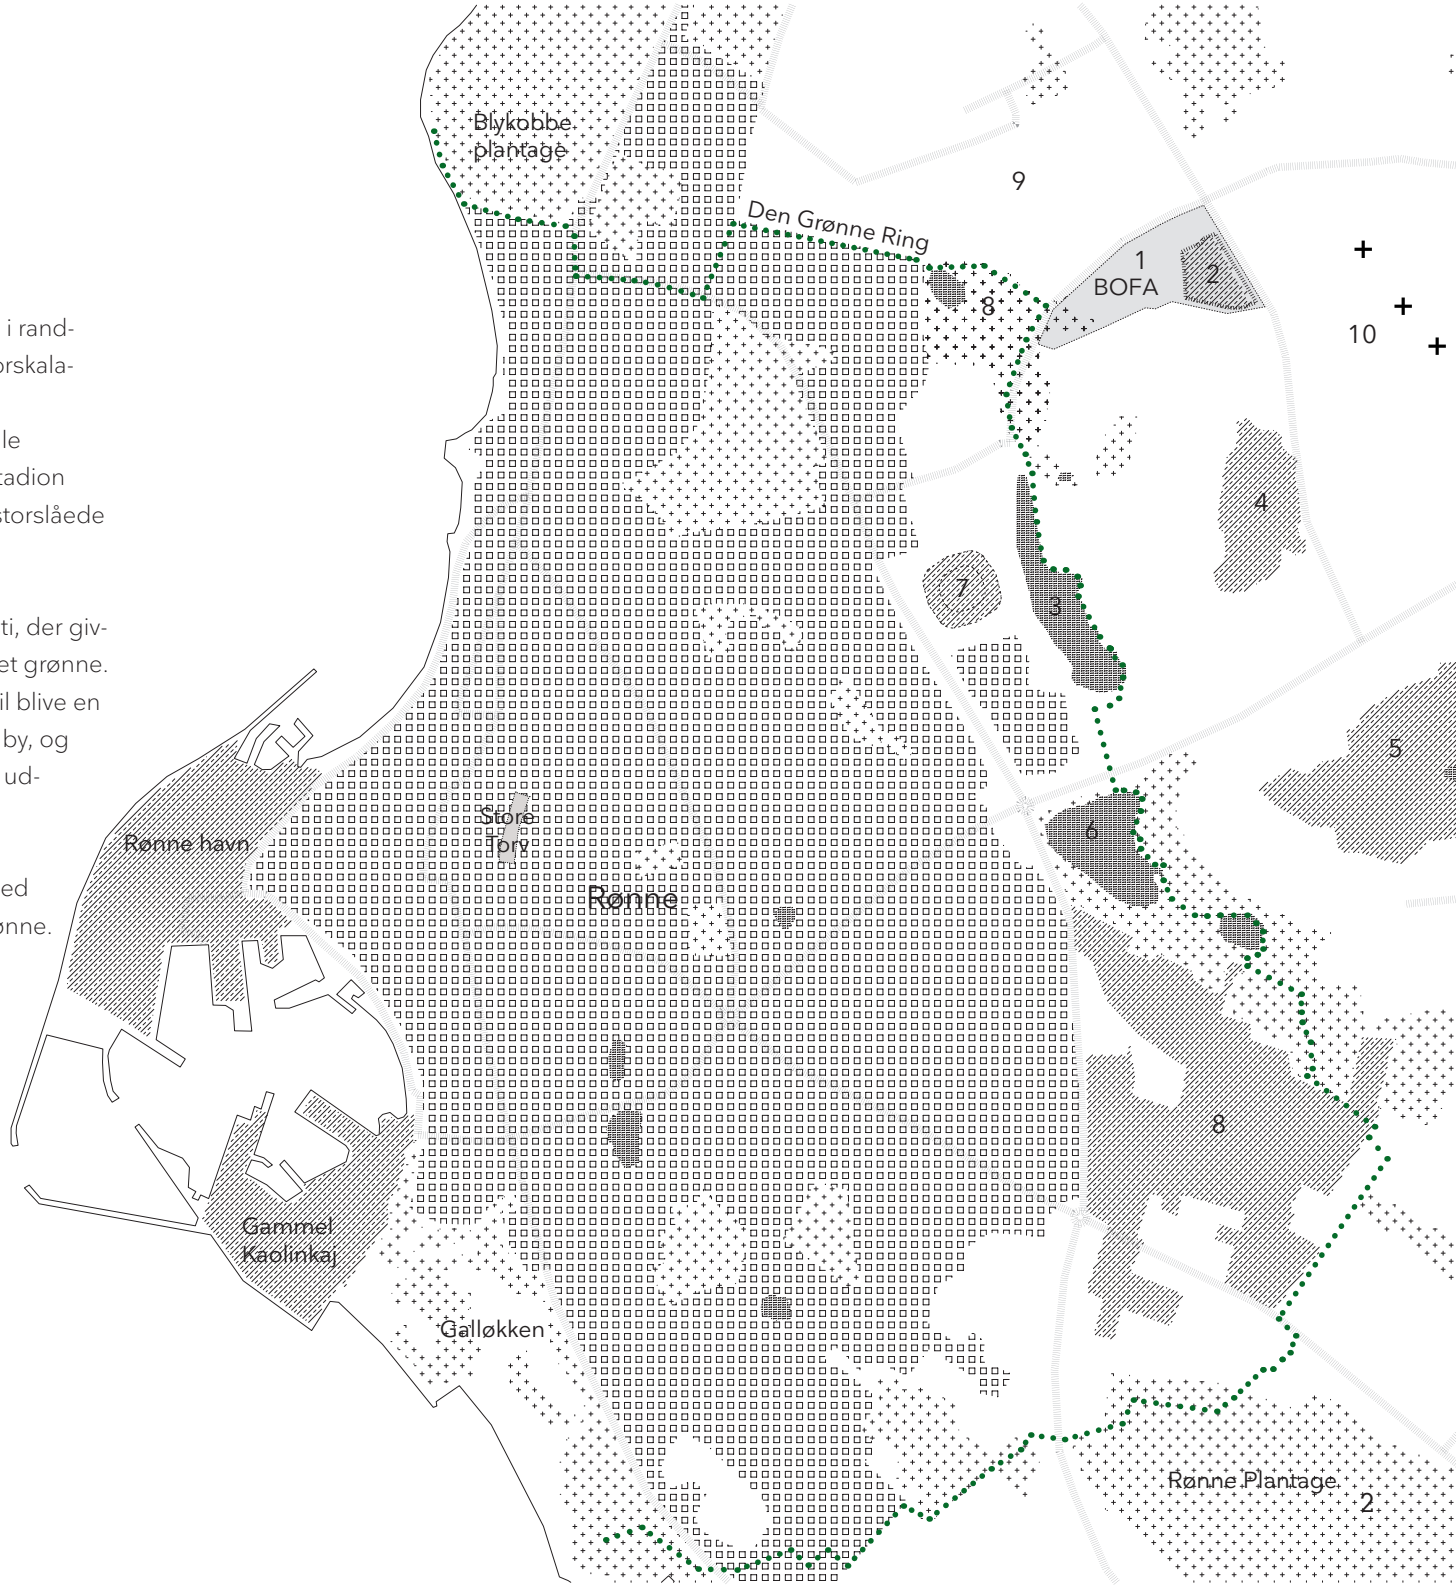 i rand-
orskala-
le
tadion
storslåede
ti, der giv-
et grønne.
il blive en
by, og
ud-
ed
ønne.
Blykobbe
plantage
9
Den Grønne Ring
1
BOFA
2
8
10
4
7
3
5
Store
Torv
6
Rønne havn
Rønne
8
Gammel
Kaolinkaj
Galløkken
Rønne Plantage
2